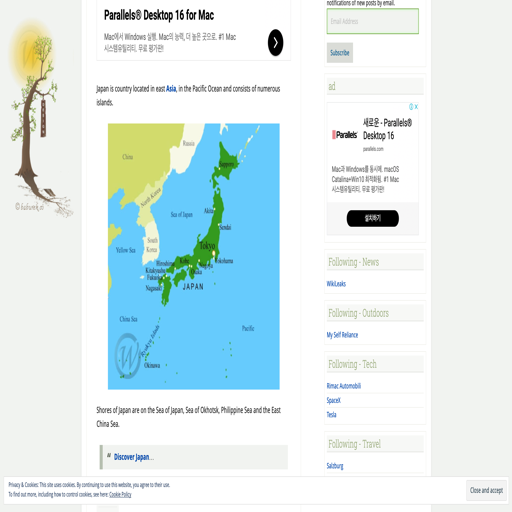 Parallels® Desktop 16 for Mac
Mac에서 Windows 실행. Mac의 능력, 더 높은 곳으로. #1 Mac
시스템유틸리티, 무료 평가판!
Japan is country located in east Asia, in the Pacific Ocean and consists of numerous
islands.
China
Russia
Sapporo
North Korea
Sea of Japan
Akita
Sendai
South
Korea
Yellow Sea
Tokyo
Yokohama
Hiroshima
Kobe
Nagoya
Kitakyushu
Osaka
Fukuoka
Nagasaki
JAPAN
China Sea
Pacific
Okinawa
Shores of Japan are on the Sea of Japan, Sea of Okhotsk, Philippine Sea and the East
China Sea.
Discover Japan...
notifications of new posts by email.
Email Address
Subscribe
ad
새로운 - Parallels®
Desktop 16
Parallels
parallels.com
Mac과 Windows를 동시에. macOS
Catalina+Win10 최적화됨. #1 Mac
시스템유틸리티, 무료 평가판!
설치하기
Following - News
WikiLeaks
Following - Outdoors
My Self Reliance
Following - Tech
Rimac Automobili
SpaceX
Tesla
Following - Travel
Salzburg
Privacy & Cookies: This site uses cookies. By continuing to use this website, you agree to their use.
To find out more, including how to control cookies, see here: Cookie Policy
Close and accept